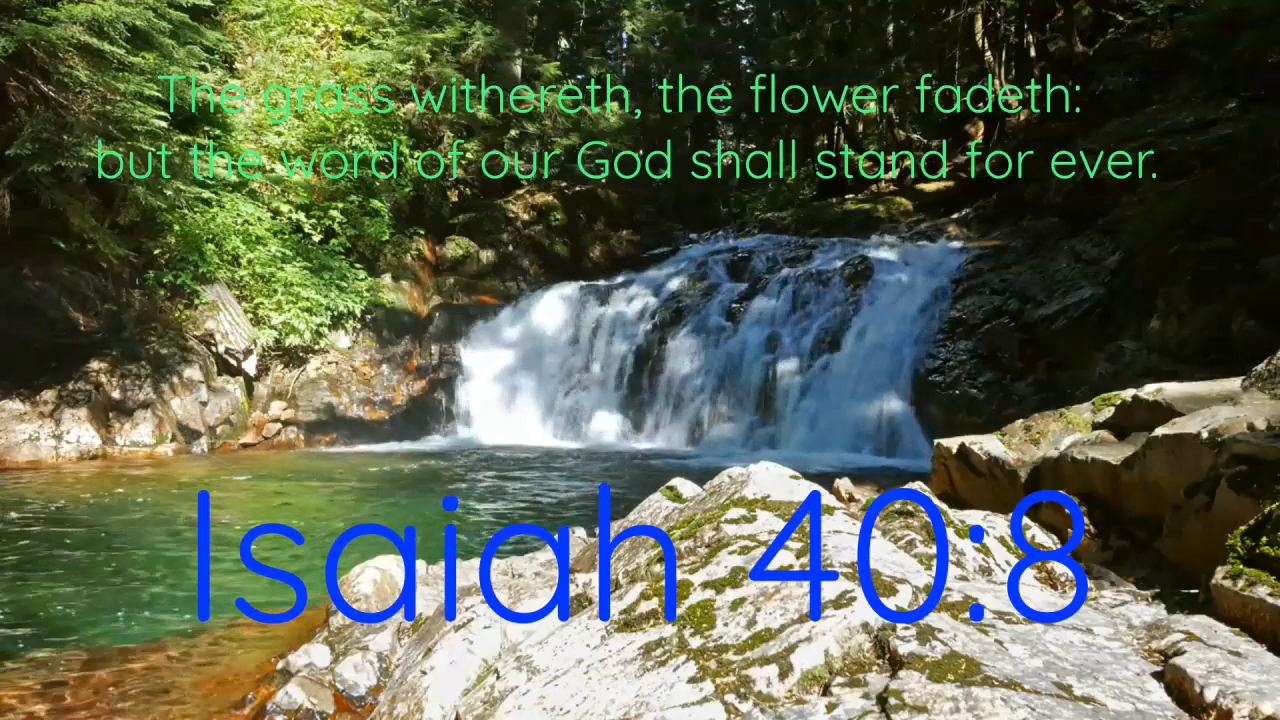 The grass withereth, the flower fadeth:
but the word of our God shall stand for ever.
Isaiah 40:8